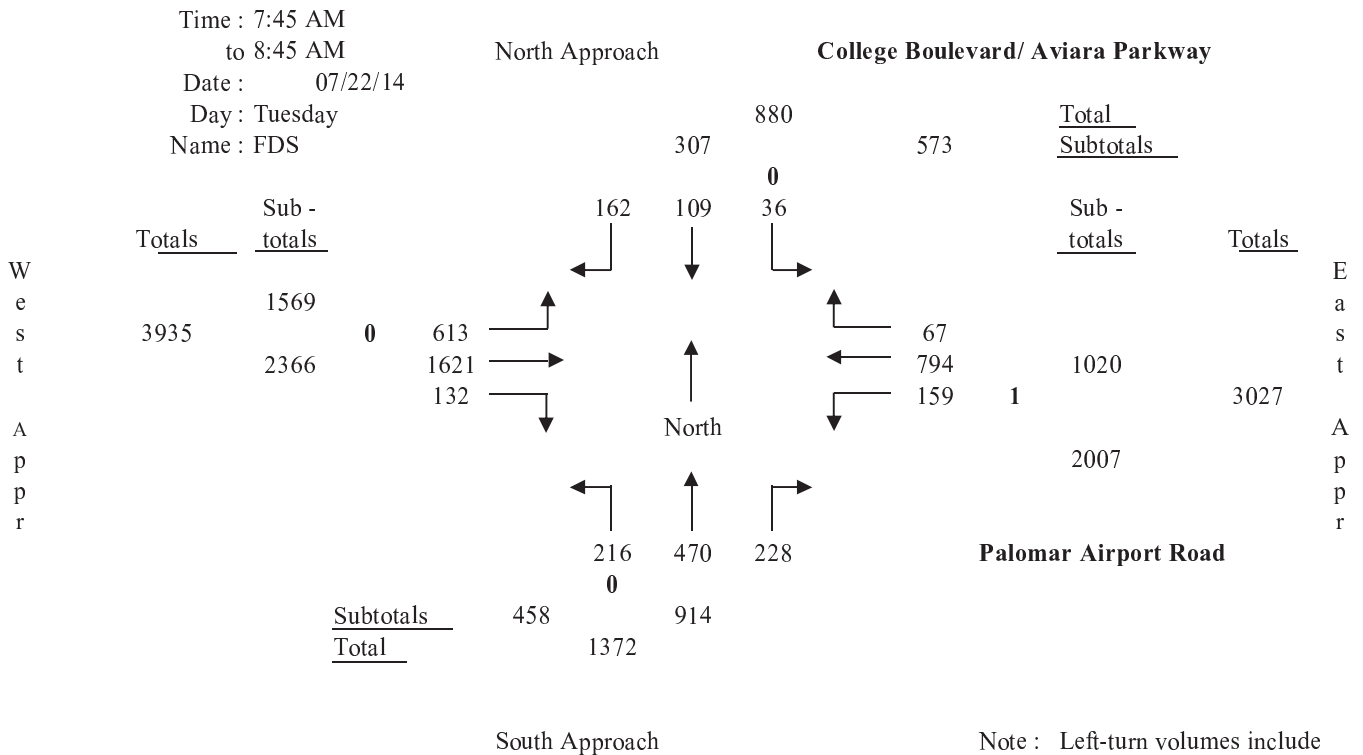 Time : 7:45 AM
to 8:45 AM North Approach College Boulevard/ Aviara Parkway
Date : 07/22/14
Day : Tuesday 880 Total
Name : FDS 307 573 Subtotals
0
Sub - 162 109 36 Sub -
Totals totals totals Totals
W E
e 1569 a
s 3935 0 613 67 s
t 2366 1621 794 1020 t
132 159 1 3027
A North A
p 2007 p
p p
r r
216 470 228 Palomar Airport Road
0
Subtotals 458 914
Total 1372
South Approach Note : Left-turn volumes include